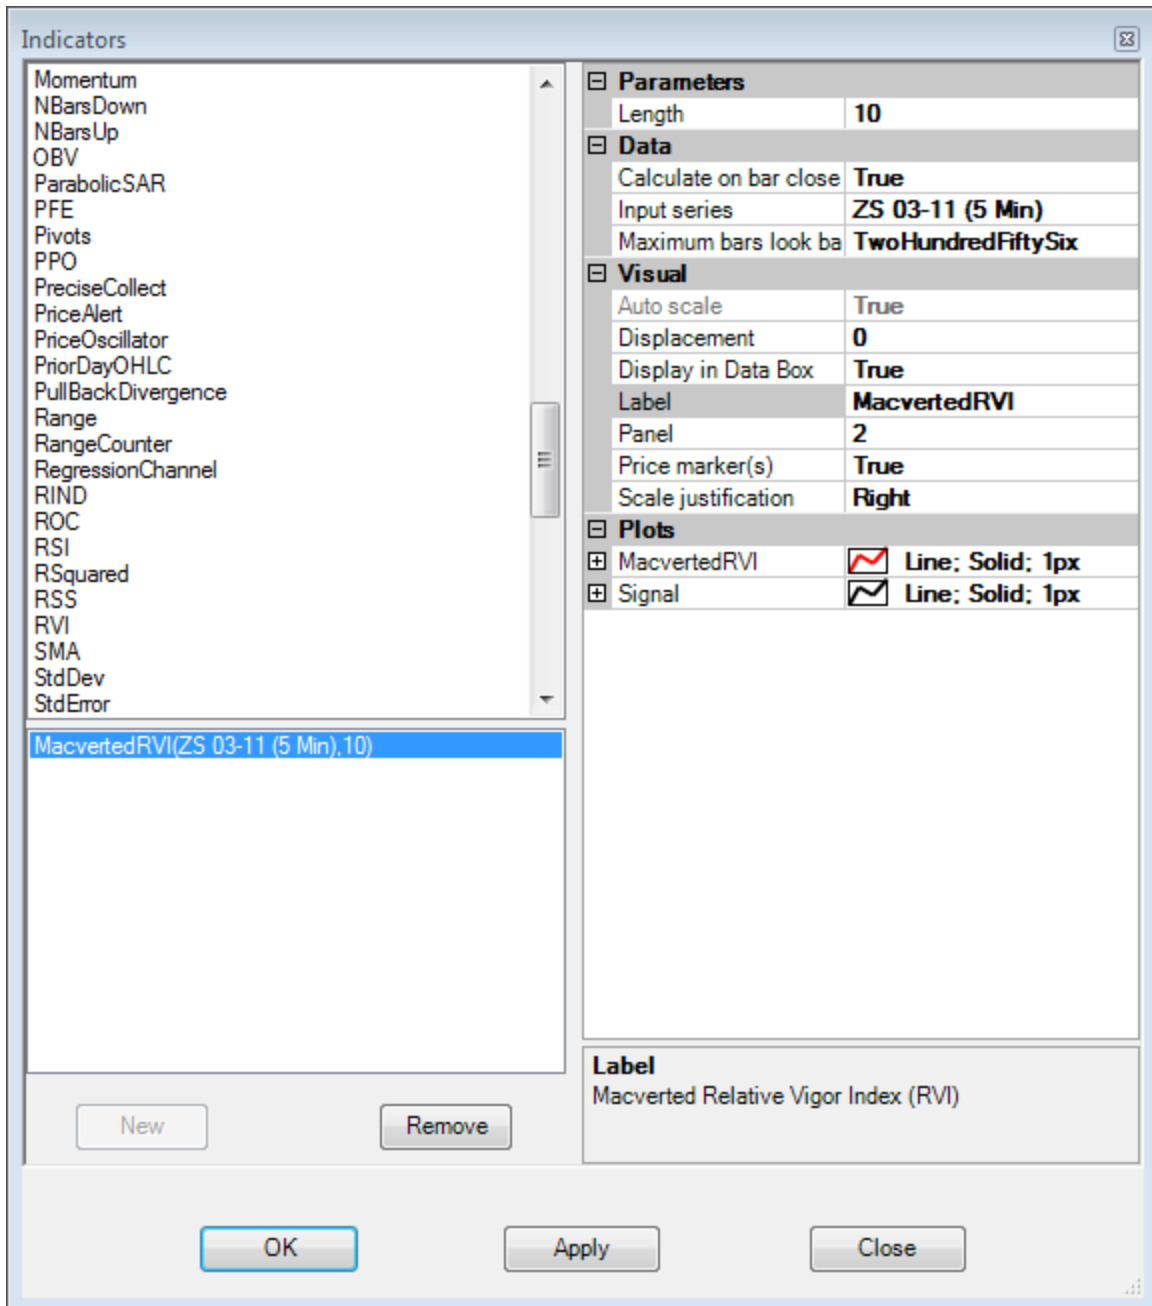 Indicators
Momentum
NBarsDown
NBarsUp
OBV
ParabolicSAR
PFE
Pivots
PPO
PreciseCollect
PriceAlert
PriceOscillator
PriorDayOHLC
PullBackDivergence
Range
RangeCounter
RegressionChannel
RIND
ROC
RSI
RSquared
RSS
RVI
SMA
StdDev
StdError
MacvertedRVI(ZS 03-11 (5 Min),10)
New
Remove
Parameters
Length 10
Data
Calculate on bar close True
Input series ZS 03-11 (5 Min)
Maximum bars look ba TwoHundredFiftySix
Visual
Auto scale True
Displacement 0
Display in Data Box True
Label MacvertedRVI
Panel 2
Price marker(s) True
Scale justification Right
Plots
MacvertedRVI Line; Solid; 1px
Signal Line; Solid; 1px
Label
Macverted Relative Vigor Index (RVI)
OK
Apply
Close